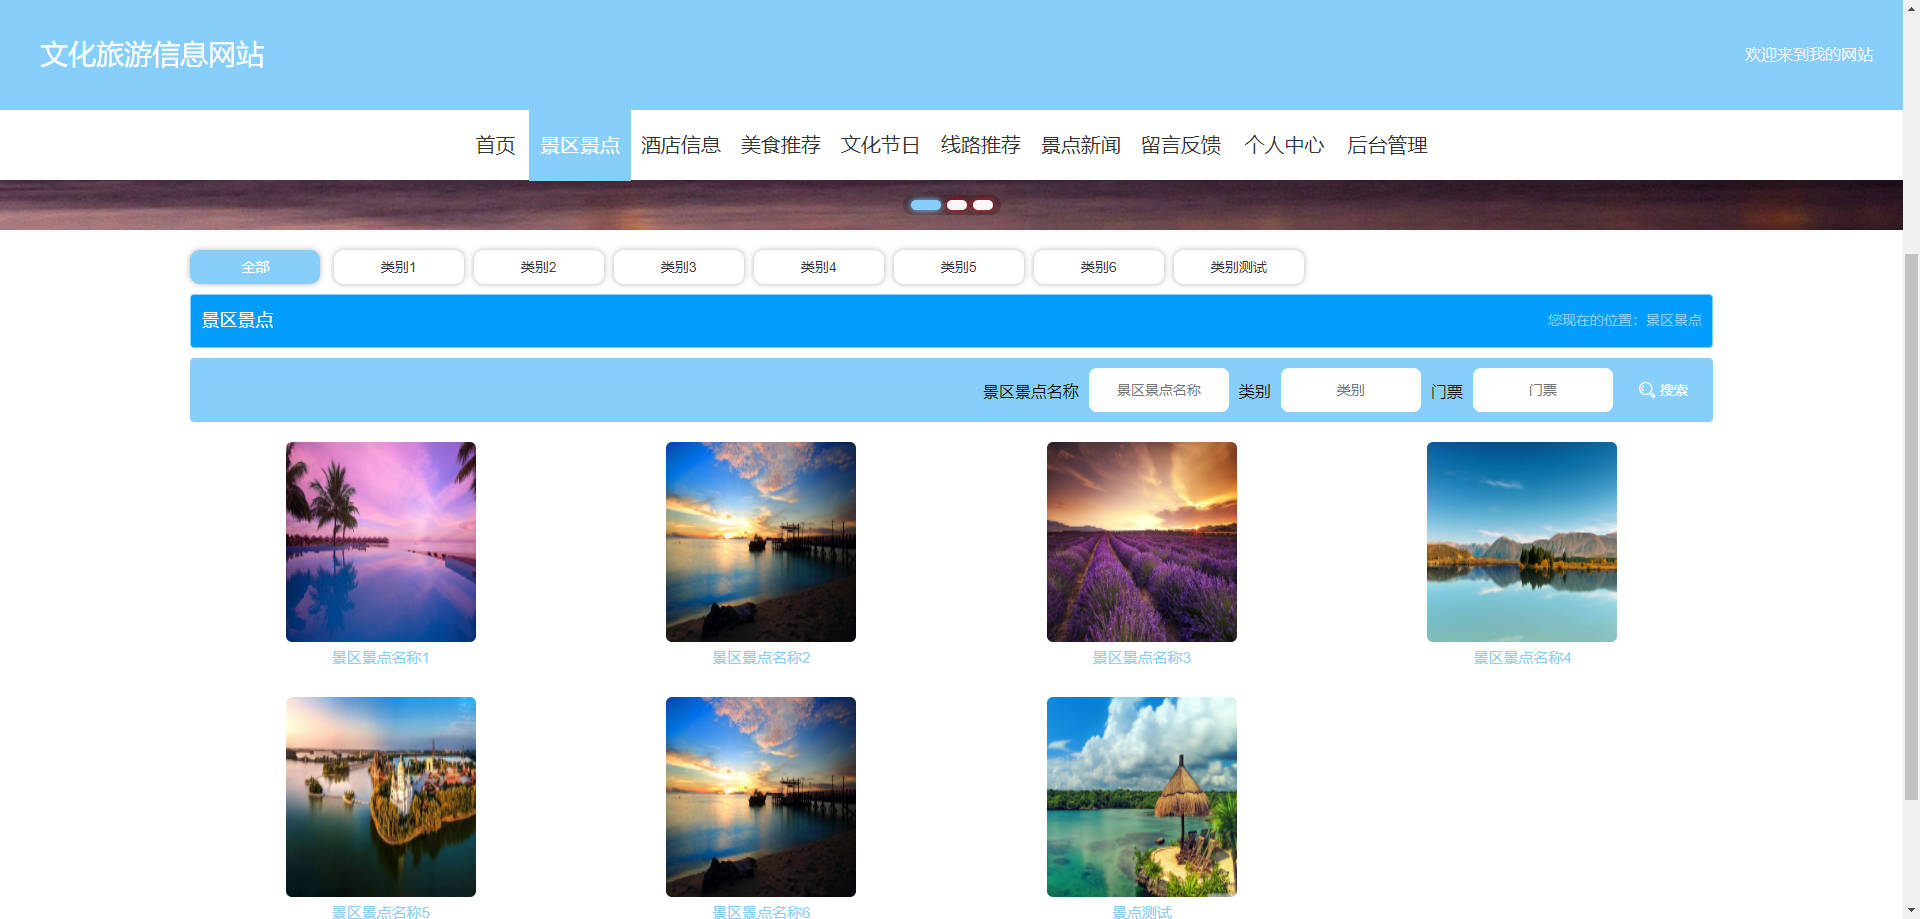 文化旅游信息网站
欢迎来到我的网站
首页 景区景点 酒店信息 美食推荐 文化节日 线路推荐 景点新闻 留言反馈 个人中心 后台管理
全部 类别1 类别2 类别3 类别4 类别5 类别6 类别测试
景区景点
您现在的位置：景区景点
景区景点名称 景区景点名称 类别 类别 门票 门票 搜索
景区景点名称1 景区景点名称2 景区景点名称3 景区景点名称4
景区景点名称5 景区景点名称6 景点测试